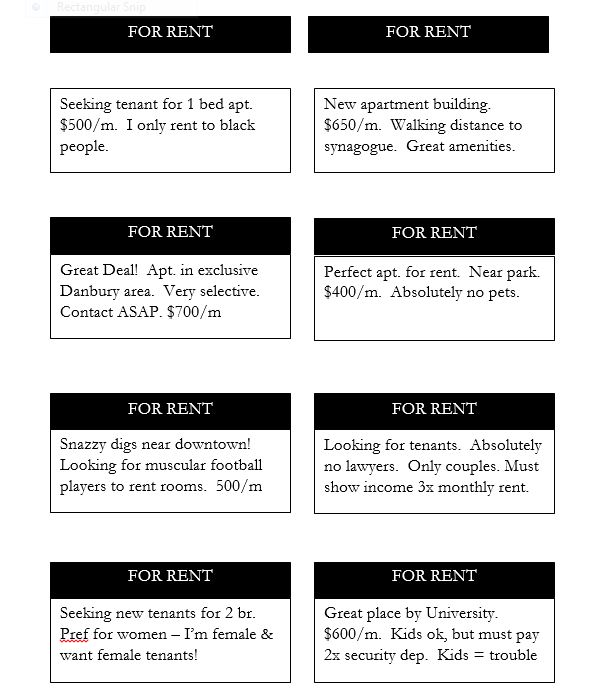 Rectangular Snip
FOR RENT
Seeking tenant for 1 bed apt.
$500/m.  I only rent to black
people.
FOR RENT
New apartment building.
$650/m.  Walking distance to
synagogue.  Great amenities.
FOR RENT
Great Deal!  Apt. in exclusive
Danbury area.  Very selective.
Contact ASAP. $700/m
FOR RENT
Perfect apt. for rent.  Near park.
$400/m.  Absolutely no pets.
FOR RENT
Snazzy digs near downtown!
Looking for muscular football
players to rent rooms.  500/m
FOR RENT
Looking for tenants.  Absolutely
no lawyers.  Only couples. Must
show income 3x monthly rent.
FOR RENT
Seeking new tenants for 2 br.
Pref for women – I'm female &
want female tenants!
FOR RENT
Great place by University.
$600/m.  Kids ok, but must pay
2x security dep.  Kids = trouble